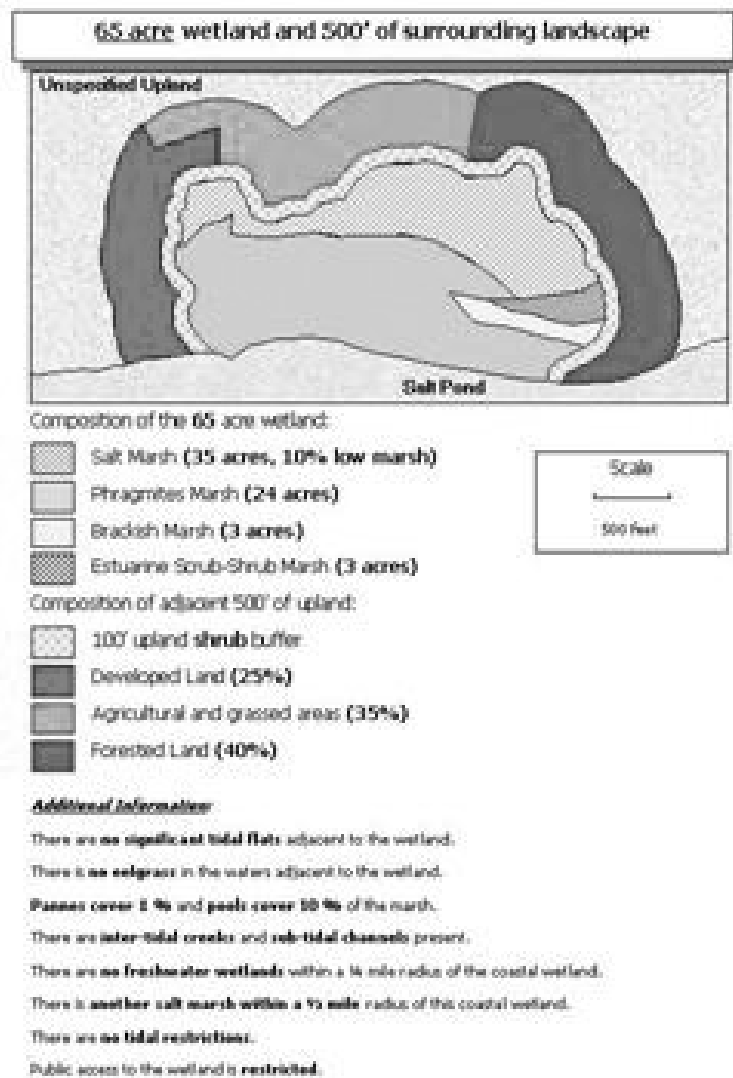 65 acre wetland and 500' of surrounding landscape
Unspecified Upland
Salt Pond
Composition of the 65 acre wetland:
Salt Marsh (35 acres, 10% low marsh)
Phragmites Marsh (24 acres)
Brackish Marsh (3 acres)
Estuarine Scrub-Shrub Marsh (3 acres)
Scale
500 feet
Composition of adjacent 500' of upland:
100' upland shrub buffer
Developed Land (25%)
Agricultural and grassed areas (35%)
Forested Land (40%)
Additional Information
There are no significant tidal flats adjacent to the wetland.
There is no eelgrass in the waters adjacent to the wetland.
Pannes cover 1 % and pools cover 10 % of the marsh.
There are inter-tidal creeks and sub-tidal channels present.
There are no freshwater wetlands within a mile radius of the coastal wetland.
There is another salt marsh within a mile radius of this coastal wetland.
There are no tidal restrictions.
Public access to the wetland is restricted.